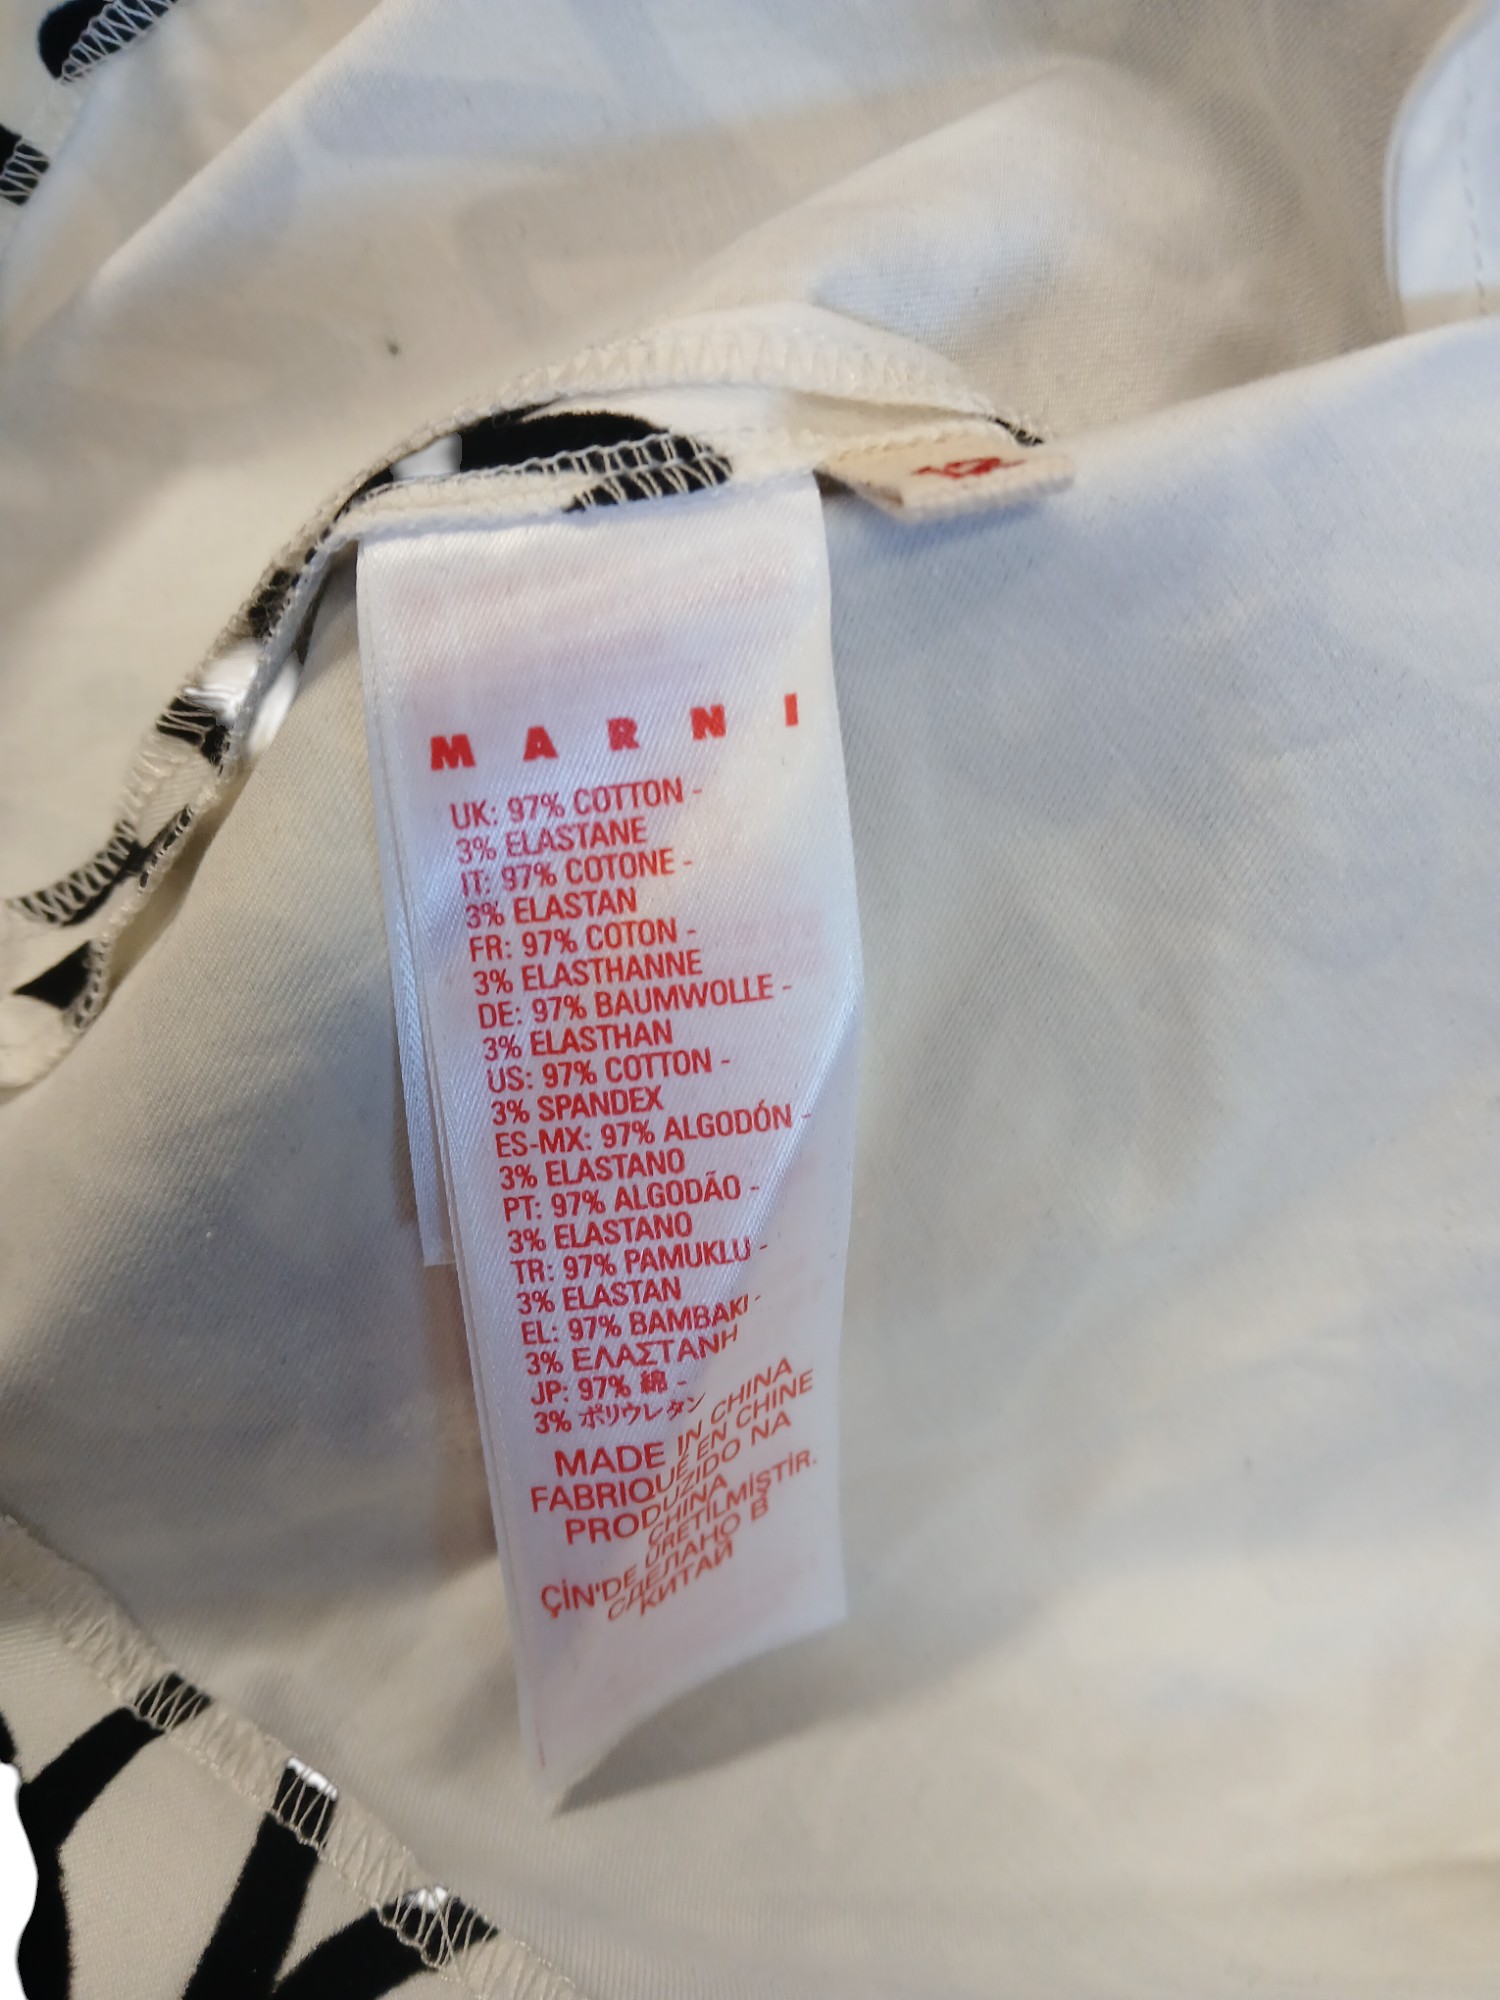 MARNI
UK: 97% COTTON -
3% ELASTANE
IT: 97% COTONE -
3% ELASTAN
FR: 97% COTON -
3% ELASTHANNE
DE: 97% BAUMWOLLE -
3% ELASTHAN
US: 97% COTTON -
3% SPANDEX
ES-MX: 97% ALGODÓN -
3% ELASTANO
PT: 97% ALGODÃO -
3% ELASTANO
TR: 97% PAMUKLU -
3% ELASTAN
EL: 97% BAMBAKI -
3% ΕΛΑΣΤΑΝΗ
JP: 97% 綿 -
3% ポリウレタン
MADE IN CHINA
FABRIQUÉ EN CHINE
PRODUZIDO NA
CHINA
ÇİN'DE ÜRETİLMİŞTİR.
СДЕЛАНО В
КИТАЙ